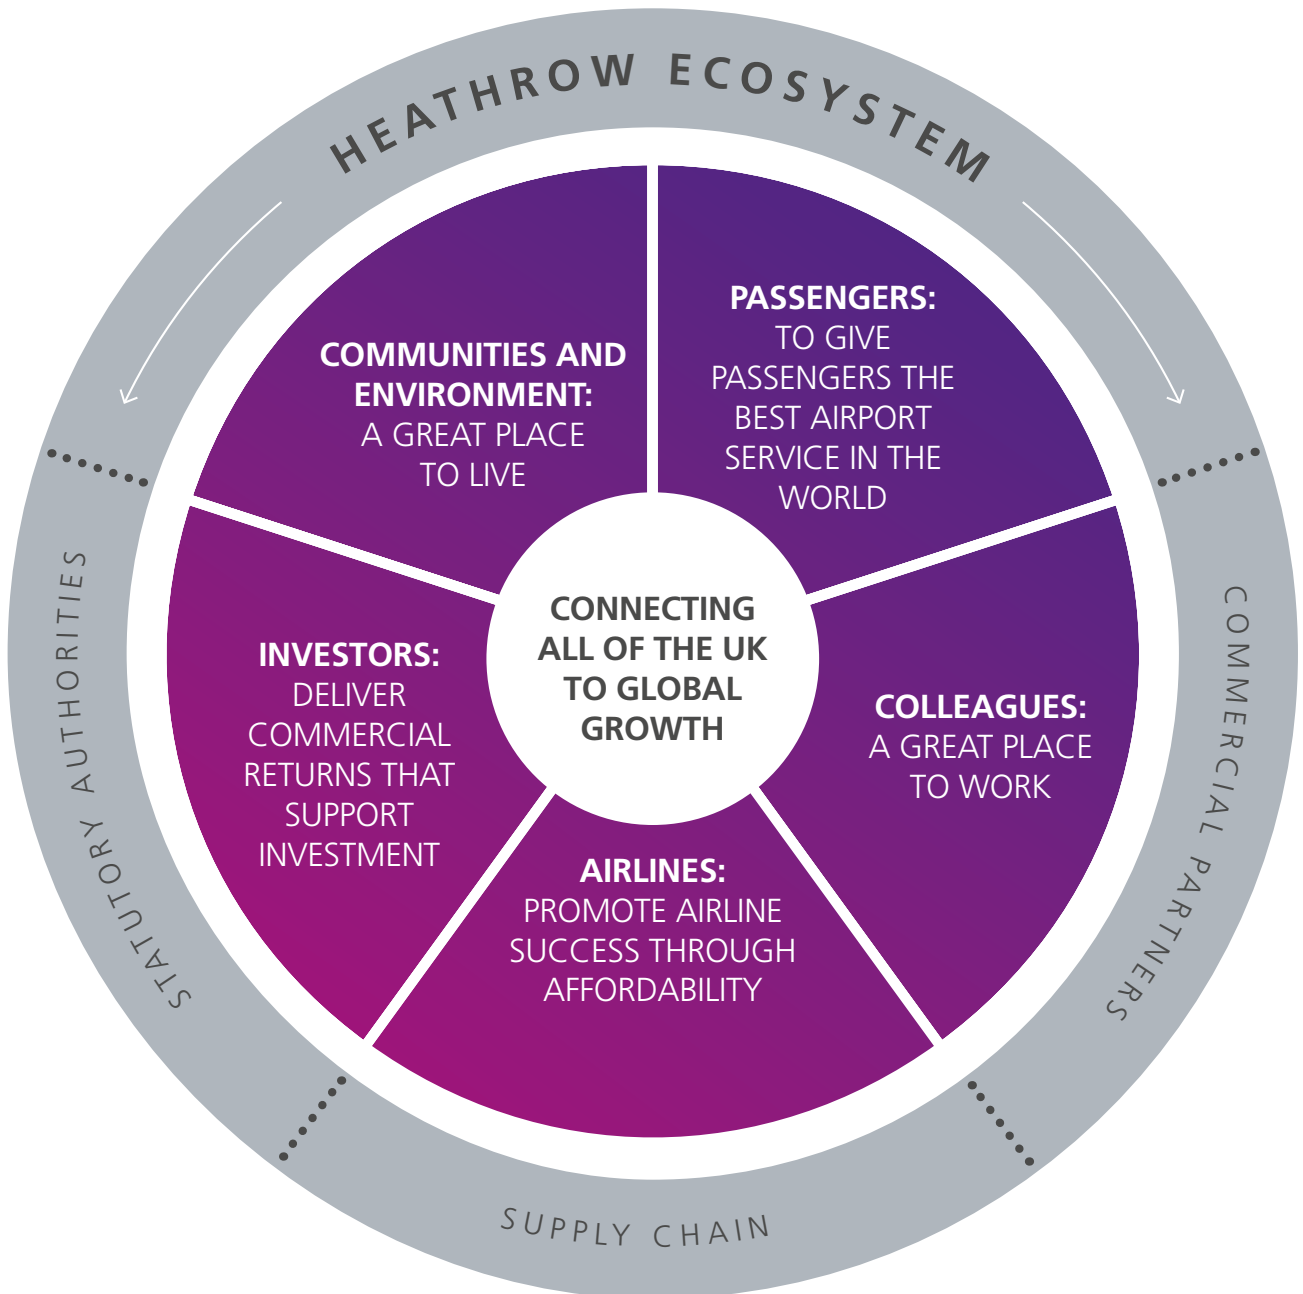 HEATHROW ECOSYSTEM
PASSENGERS:
TO GIVE
PASSENGERS THE
BEST AIRPORT
SERVICE IN THE
WORLD
COMMUNITIES AND
ENVIRONMENT:
A GREAT PLACE
TO LIVE
CONNECTING
ALL OF THE UK
TO GLOBAL
GROWTH
COLLEAGUES:
A GREAT PLACE
TO WORK
INVESTORS:
DELIVER
COMMERCIAL
RETURNS THAT
SUPPORT
INVESTMENT
AIRLINES:
PROMOTE AIRLINE
SUCCESS THROUGH
AFFORDABILITY
STATUTORY AUTHORITIES
COMMERCIAL PARTNERS
SUPPLY CHAIN